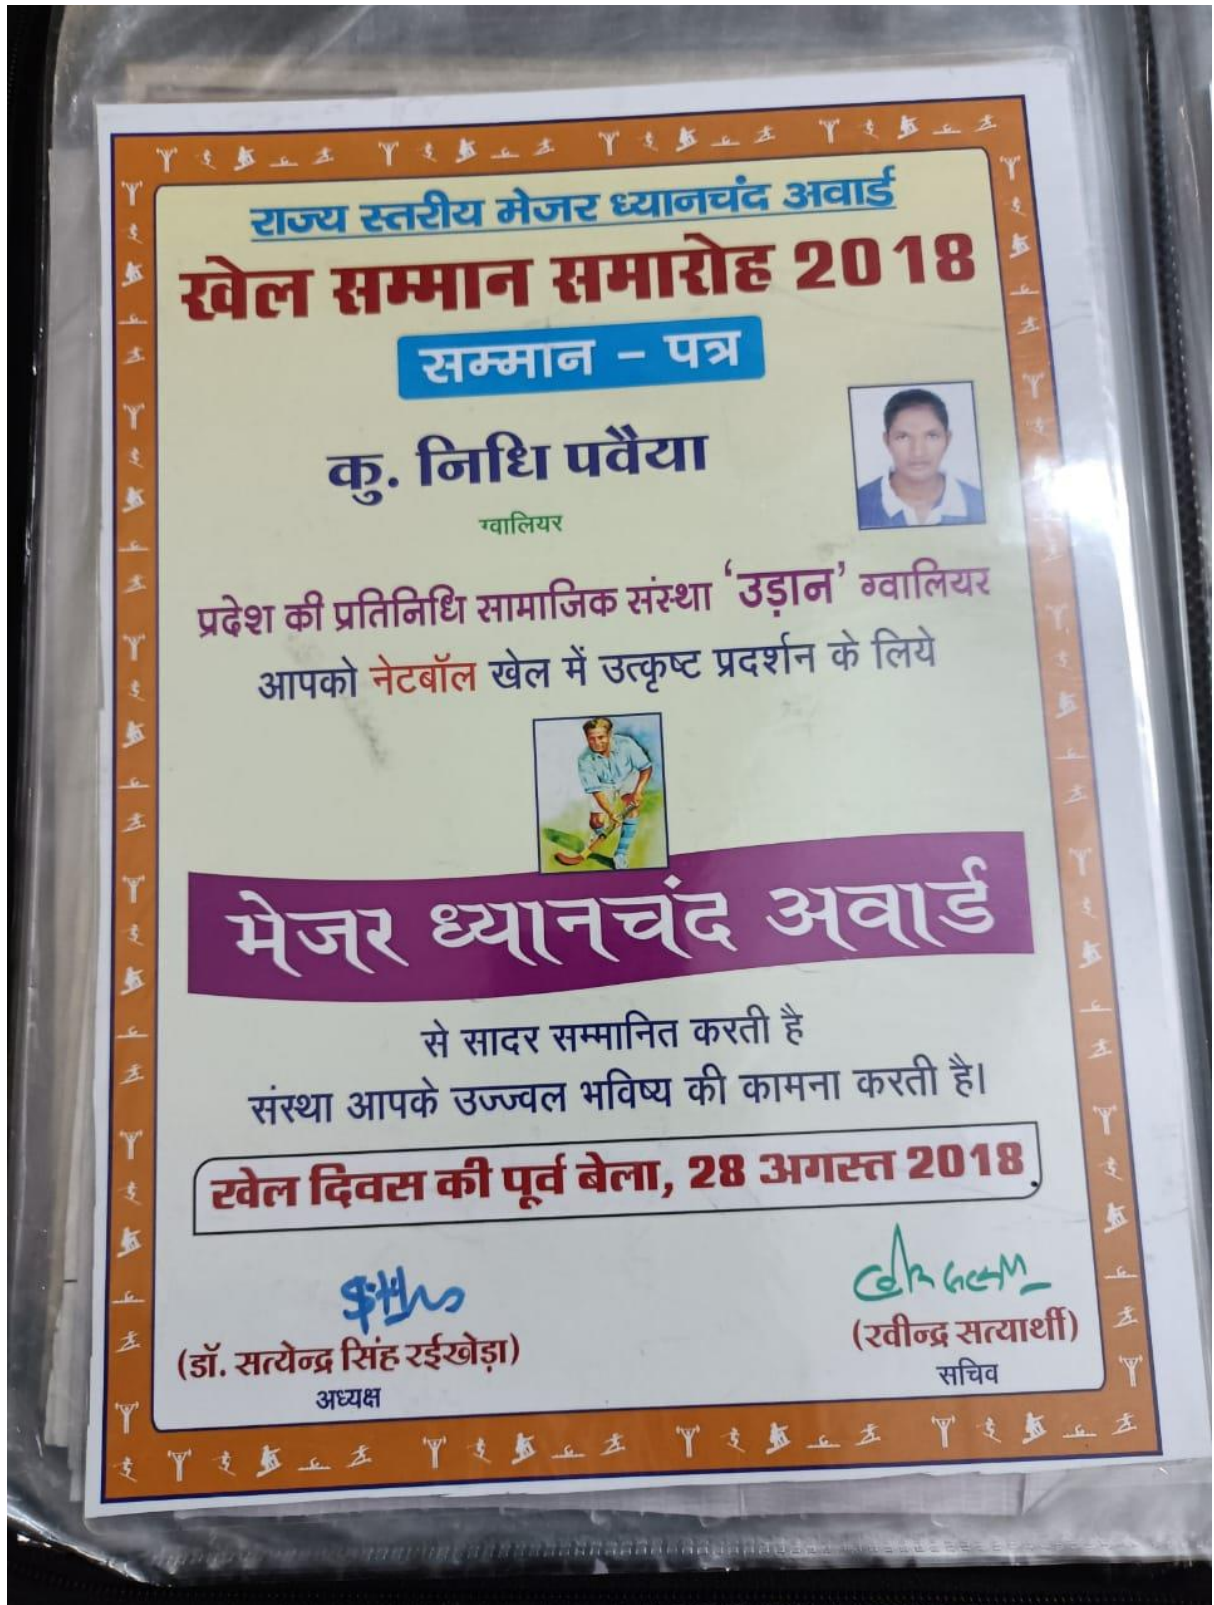 राज्य स्तरीय मेजर ध्यानचंद अवार्ड
खेल सम्मान समारोह 2018
सम्मान - पत्र
कु. निधि पवैया
ग्वालियर
प्रदेश की प्रतिनिधि सामाजिक संस्था ‘उड़ान’ ग्वालियर
आपको नेटबॉल खेल में उत्कृष्ट प्रदर्शन के लिये
मेजर ध्यानचंद अवार्ड
से सादर सम्मानित करती है
संस्था आपके उज्ज्वल भविष्य की कामना करती है।
खेल दिवस की पूर्व बेला, 28 अगस्त 2018
(डॉ. सत्येन्द्र सिंह रईखेड़ा)
अध्यक्ष
(रवीन्द्र सत्यार्थी)
सचिव